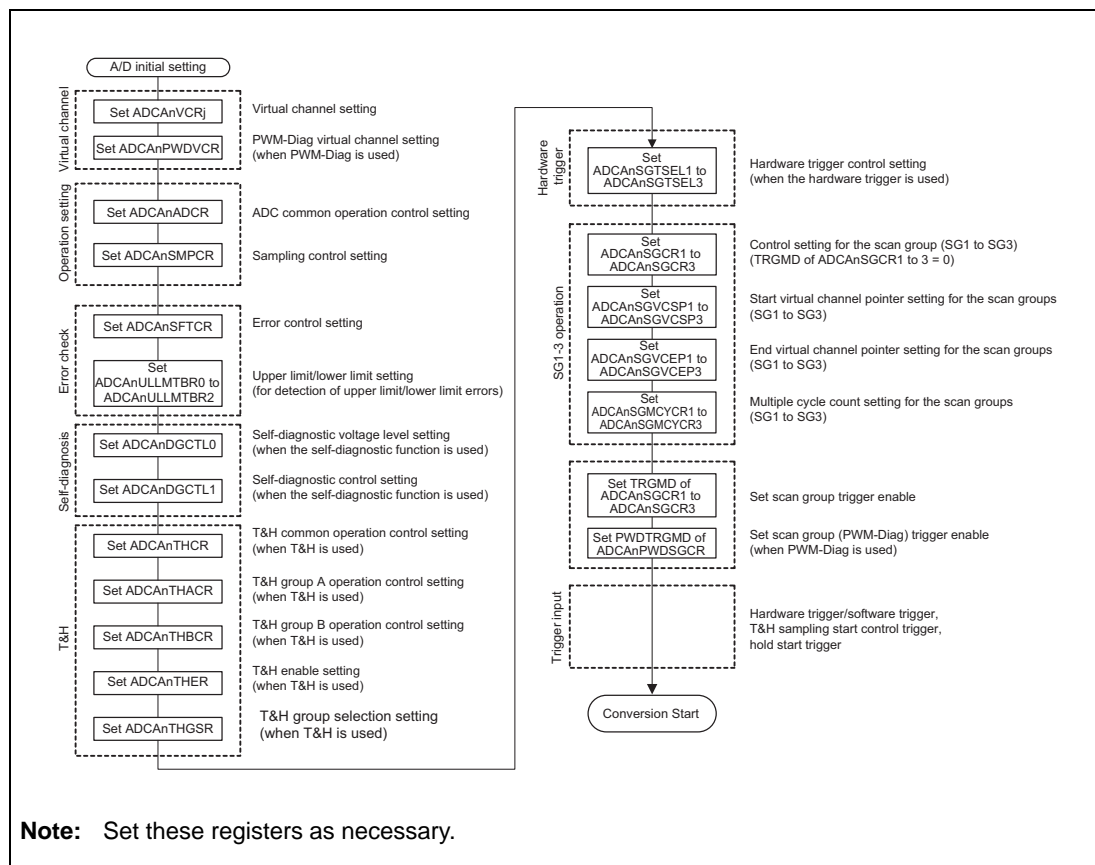 A/D initial setting
Virtual channel
Set ADCAnVCRj
Virtual channel setting
Set ADCAnPWDVCR
PWM-Diag virtual channel setting
(when PWM-Diag is used)
Operation setting
Set ADCAnADCR
ADC common operation control setting
Set ADCAnSMPCR
Sampling control setting
Error check
Set ADCAnSFTCR
Error control setting
Set
ADCAnULLMTBR0 to
ADCAnULLMTBR2
Upper limit/lower limit setting
(for detection of upper limit/lower limit errors)
Self-diagnosis
Set ADCAnDGCTL0
Self-diagnostic voltage level setting
(when the self-diagnostic function is used)
Set ADCAnDGCTL1
Self-diagnostic control setting
(when the self-diagnostic function is used)
T&H
Set ADCAnTHCR
T&H common operation control setting
(when T&H is used)
Set ADCAnTHACR
T&H group A operation control setting
(when T&H is used)
Set ADCAnTHBCR
T&H group B operation control setting
(when T&H is used)
Set ADCAnTHER
T&H enable setting
(when T&H is used)
Set ADCAnTHGSR
T&H group selection setting
(when T&H is used)
Hardware
trigger
Set
ADCAnSGTSEL1 to
ADCAnSGTSEL3
Hardware trigger control setting
(when the hardware trigger is used)
SG1-3 operation
Set
ADCAnSGCR1 to
ADCAnSGCR3
Control setting for the scan group (SG1 to SG3)
(TRGMD of ADCAnSGCR1 to 3 = 0)
Set
ADCAnSGVCSP1 to
ADCAnSGVCSP3
Start virtual channel pointer setting for the scan groups
(SG1 to SG3)
Set
ADCAnSGVCEP1 to
ADCAnSGVCEP3
End virtual channel pointer setting for the scan groups
(SG1 to SG3)
Set
ADCAnSGMCYCR1 to
ADCAnSGMCYCR3
Multiple cycle count setting for the scan groups
(SG1 to SG3)
Set TRGMD of
ADCAnSGCR1 to
ADCAnSGCR3
Set scan group trigger enable
Set PWDTRGMD of
ADCAnPWDSGCR
Set scan group (PWM-Diag) trigger enable
(when PWM-Diag is used)
Trigger input
Hardware trigger/software trigger,
T&H sampling start control trigger,
hold start trigger
Conversion Start
Note: Set these registers as necessary.